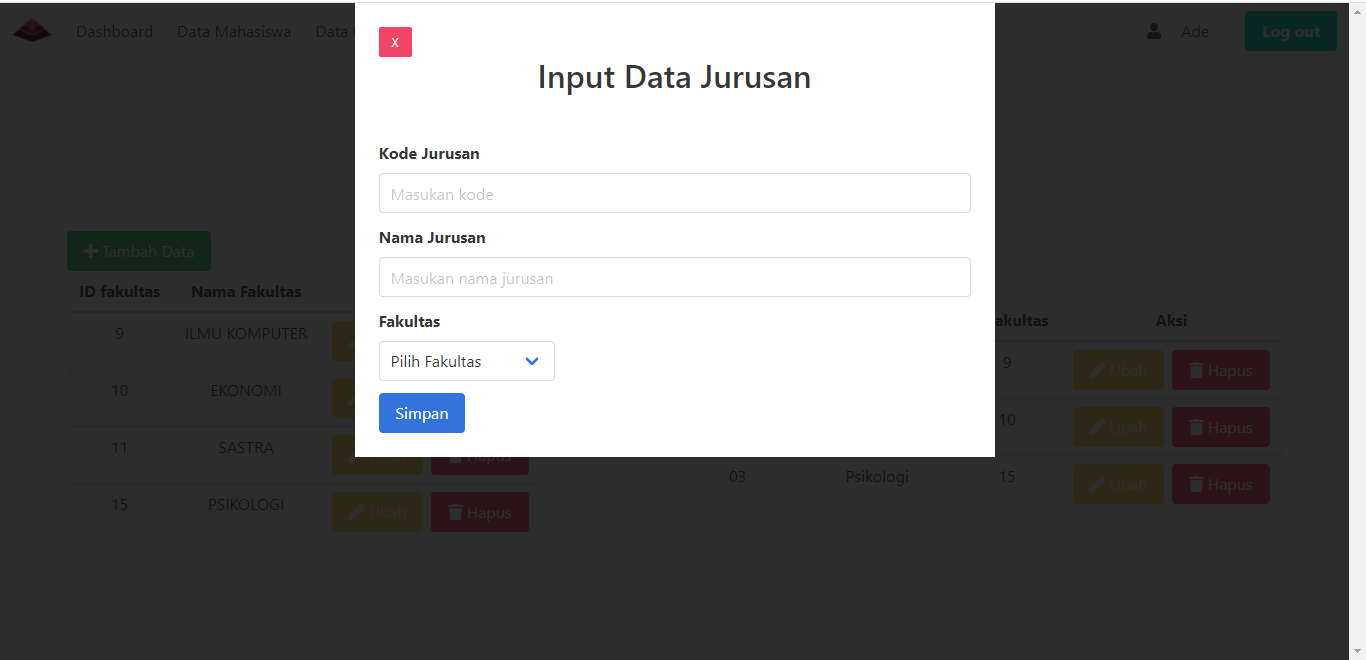 Dashboard Data Mahasiswa Data Ade Log out
X
Input Data Jurusan
Kode Jurusan
Masukan kode
Nama Jurusan
Masukan nama jurusan
Fakultas
Pilih Fakultas
Simpan
Tambah Data
ID fakultas Nama Fakultas
9 ILMU KOMPUTER
10 EKONOMI
11 SASTRA Hapus
15 PSIKOLOGI Ubah Hapus
akultas Aksi
9 Ubah Hapus
10 Ubah Hapus
03 Psikologi 15 Ubah Hapus